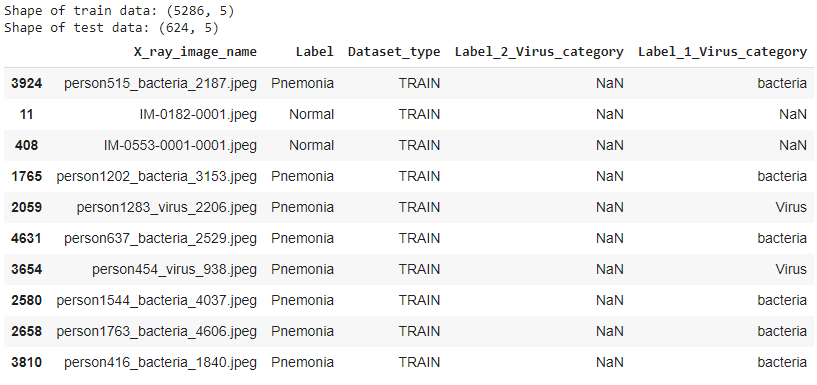 Shape of train data: (5286, 5)
Shape of test data: (624, 5)
X_ray_image_name Label Dataset_type Label_2_Virus_category Label_1_Virus_category
3924 person515_bacteria_2187.jpeg Pnemonia TRAIN NaN bacteria
11 IM-0182-0001.jpeg Normal TRAIN NaN NaN
408 IM-0553-0001-0001.jpeg Normal TRAIN NaN NaN
1765 person1202_bacteria_3153.jpeg Pnemonia TRAIN NaN bacteria
2059 person1283_virus_2206.jpeg Pnemonia TRAIN NaN Virus
4631 person637_bacteria_2529.jpeg Pnemonia TRAIN NaN bacteria
3654 person454_virus_938.jpeg Pnemonia TRAIN NaN Virus
2580 person1544_bacteria_4037.jpeg Pnemonia TRAIN NaN bacteria
2658 person1763_bacteria_4606.jpeg Pnemonia TRAIN NaN bacteria
3810 person416_bacteria_1840.jpeg Pnemonia TRAIN NaN bacteria